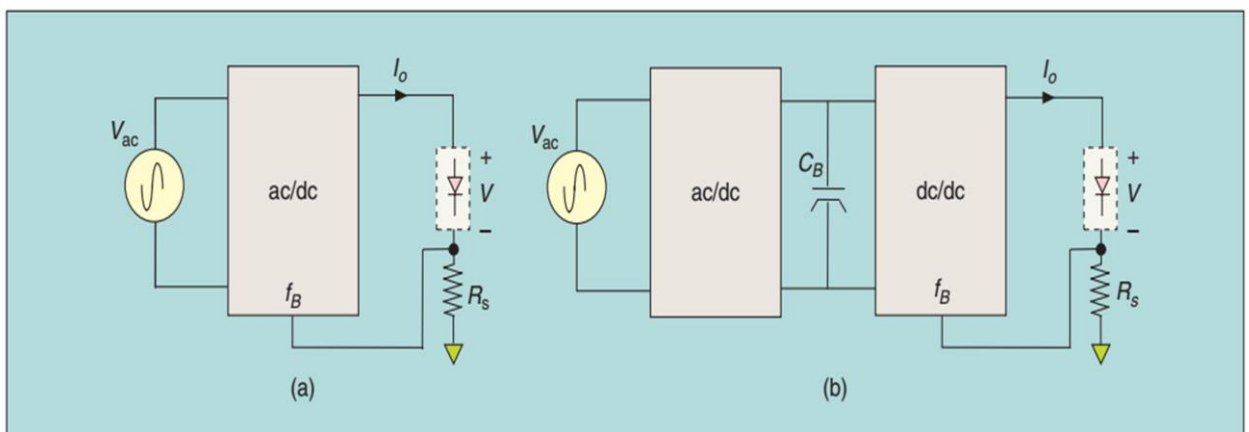 I_o
V_ac
ac/dc
+
V
−
f_B
R_s
(a)
I_o
V_ac
ac/dc
C_B
dc/dc
+
V
−
f_B
R_s
(b)